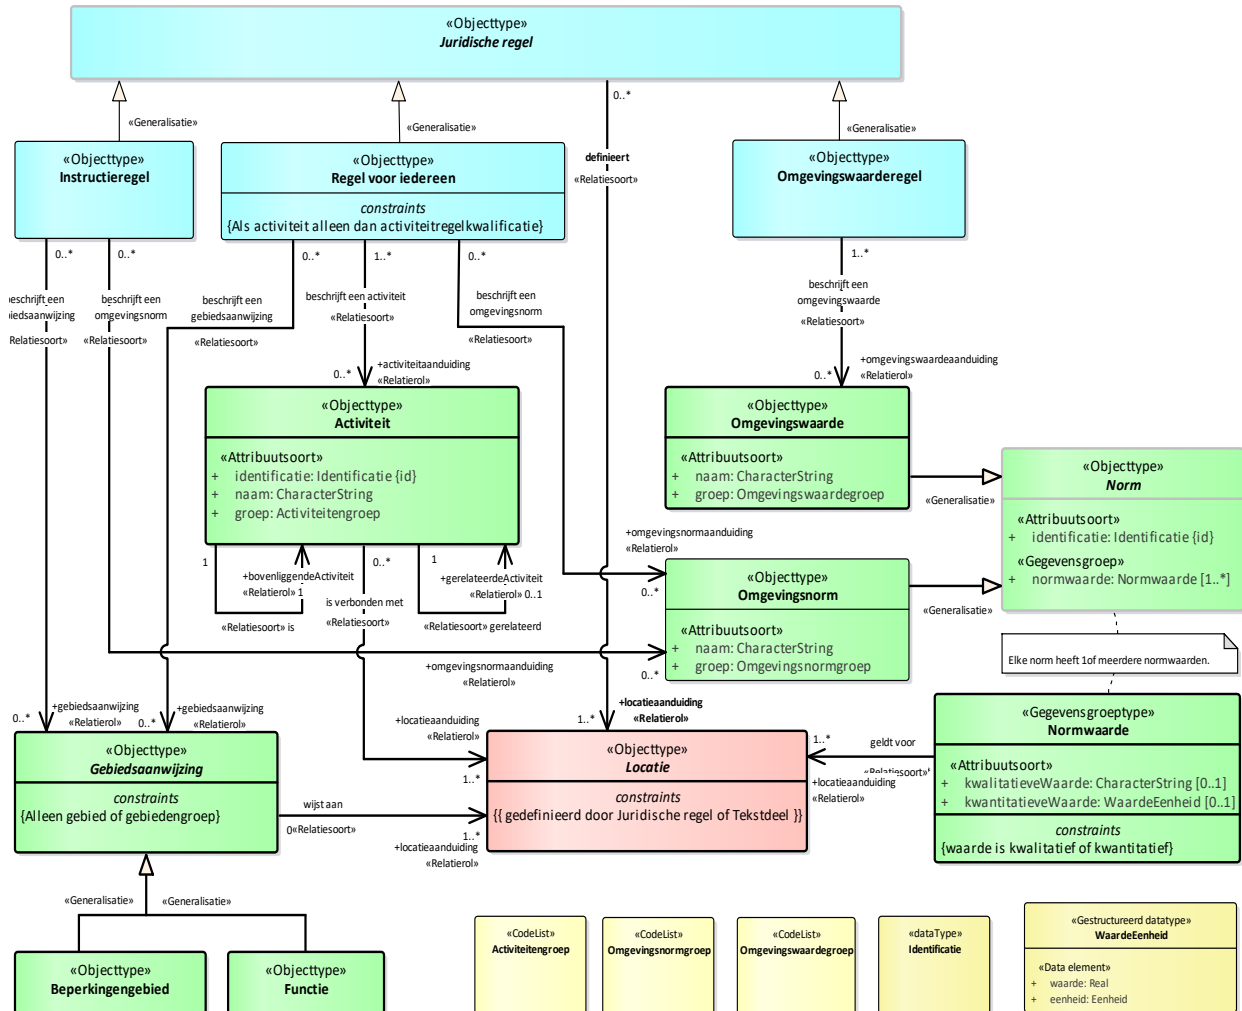 «Objecttype»
Juridische regel
«Generalisatie»
«Generalisatie»
«Generalisatie»
0..*
definieert
«Relatiesoort»
«Objecttype»
Instructieregel
«Objecttype»
Regel voor iedereen
constraints
{Als activiteit alleen dan activiteitregelkwalificatie}
«Objecttype»
Omgevingswaarderegel
0..*
0..*
0..*
1..*
0..*
1..*
beschrijft een
omgevingsnorm
«Relatiesoort»
beschrijft een
gebiedsaanwijzing
«Relatiesoort»
beschrijft een activiteit
«Relatiesoort»
beschrijft een
omgevingsnorm
«Relatiesoort»
beschrijft een
omgevingswaarde
«Relatiesoort»
eschrijft een
iedsaanwijzing
Relatiesoort»
0..*
+activiteitaanduiding
«Relatierol»
0..*
+omgevingswaardeaanduiding
«Relatierol»
«Objecttype»
Activiteit
«Attribuutsoort»
+ identificatie: Identificatie {id}
+ naam: CharacterString
+ groep: Activiteitengroep
«Objecttype»
Omgevingswaarde
«Attribuutsoort»
+ naam: CharacterString
+ groep: Omgevingswaardegroep
«Generalisatie»
«Objecttype»
Norm
«Attribuutsoort»
+ identificatie: Identificatie {id}
«Gegevensgroep»
+ normwaarde: Normwaarde [1..*]
1
+bovenliggendeActiviteit
«Relatierol» 1
«Relatiesoort» is
0..*
is verbonden met
«Relatiesoort»
1
+gerelateerdeActiviteit
«Relatierol» 0..1
«Relatiesoort» gerelateerd
+omgevingsnormaanduiding
«Relatierol»
0..*
«Objecttype»
Omgevingsnorm
«Attribuutsoort»
+ naam: CharacterString
+ groep: Omgevingsnormgroep
«Generalisatie»
+omgevingsnormaanduiding
«Relatierol»
0..*
Elke norm heeft 1of meerdere normwaarden.
0..*
+gebiedsaanwijzing
«Relatierol»
0..*
+gebiedsaanwijzing
«Relatierol»
+locatieaanduiding
«Relatierol»
1..*
1..*
+locatieaanduiding
«Relatierol»
«Objecttype»
Gebiedsaanwijzing
constraints
{Alleen gebied of gebiedengroep}
wijst aan
0«Relatiesoort»
1..*
+locatieaanduiding
«Relatierol»
«Objecttype»
Locatie
constraints
{{ gedefinieerd door Juridische regel of Tekstdeel }}
1..*
geldt voor
«Relatiesoort»
+locatieaanduiding
«Relatierol»
«Gegevensgroeptype»
Normwaarde
«Attribuutsoort»
+ kwalitatieveWaarde: CharacterString [0..1]
+ kwantitatieveWaarde: WaardeEenheid [0..1]
constraints
{waarde is kwalitatief of kwantitatief}
«Generalisatie»
«Generalisatie»
«Objecttype»
Beperkingengebied
«Objecttype»
Functie
«CodeList»
Activiteitengroep
«CodeList»
Omgevingsnormgroep
«CodeList»
Omgevingswaardegroep
«dataType»
Identificatie
«Gestructureerd datatype»
WaardeEenheid
«Data element»
+ waarde: Real
+ eenheid: Eenheid